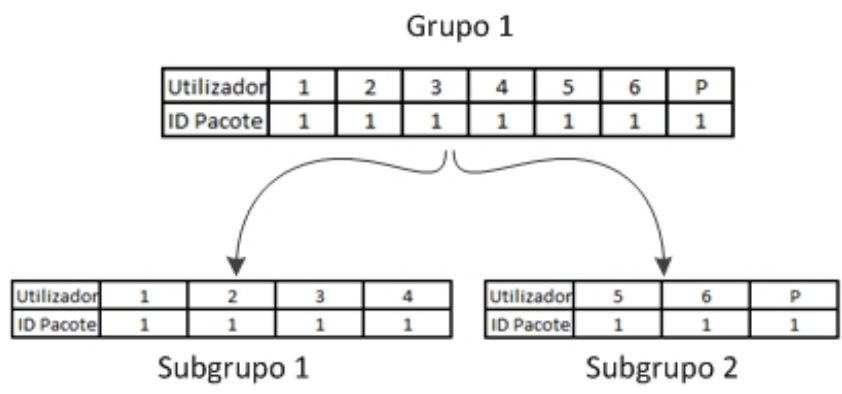 Grupo 1
Utilizador 1 2 3 4 5 6 P
ID Pacote 1 1 1 1 1 1 1
Utilizador 1 2 3 4
ID Pacote 1 1 1 1
Subgrupo 1
Utilizador 5 6 P
ID Pacote 1 1 1
Subgrupo 2